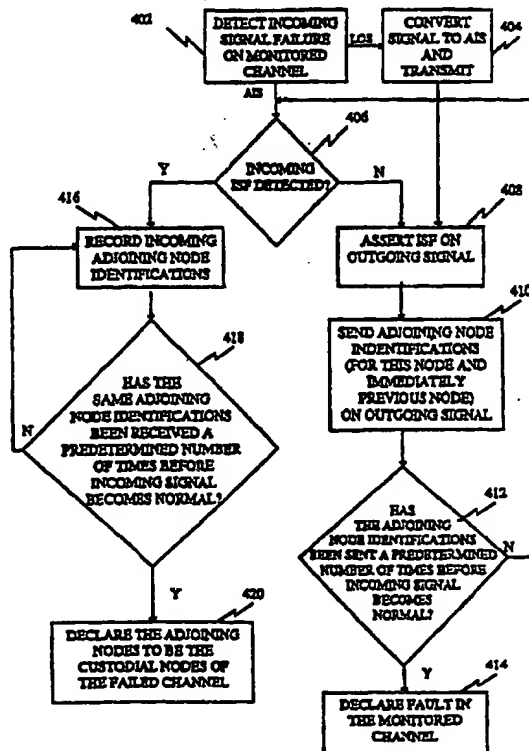 402
DETECT INCOMING
SIGNAL FAILURE
ON MONITORED
CHANNEL
LOS
CONVERT
SIGNAL TO AIS
AND
TRANSMIT
404
AIS
406
INCOMING
ISF DETECTED?
Y
N
416
RECORD INCOMING
ADJOINING NODE
IDENTIFICATIONS
408
ASSERT ISF ON
OUTGOING SIGNAL
410
SEND ADJOINING NODE
INDENTIFICATIONS
(FOR THIS NODE AND
IMMEDIATELY
PREVIOUS NODE)
ON OUTGOING SIGNAL
418
HAS THE
SAME ADJOINING
NODE IDENTIFICATIONS
BEEN RECEIVED A
PREDETERMINED NUMBER
OF TIMES BEFORE
INCOMING SIGNAL
BECOMES NORMAL?
N
Y
412
HAS
THE ADJOINING
NODE IDENTIFICATIONS
BEEN SENT A PREDETERMINED
NUMBER OF TIMES BEFORE
INCOMING SIGNAL
BECOMES
NORMAL?
N
Y
420
DECLARE THE ADJOINING
NODES TO BE THE
CUSTODIAL NODES OF
THE FAILED CHANNEL
414
DECLARE FAULT IN
THE MONITORED
CHANNEL